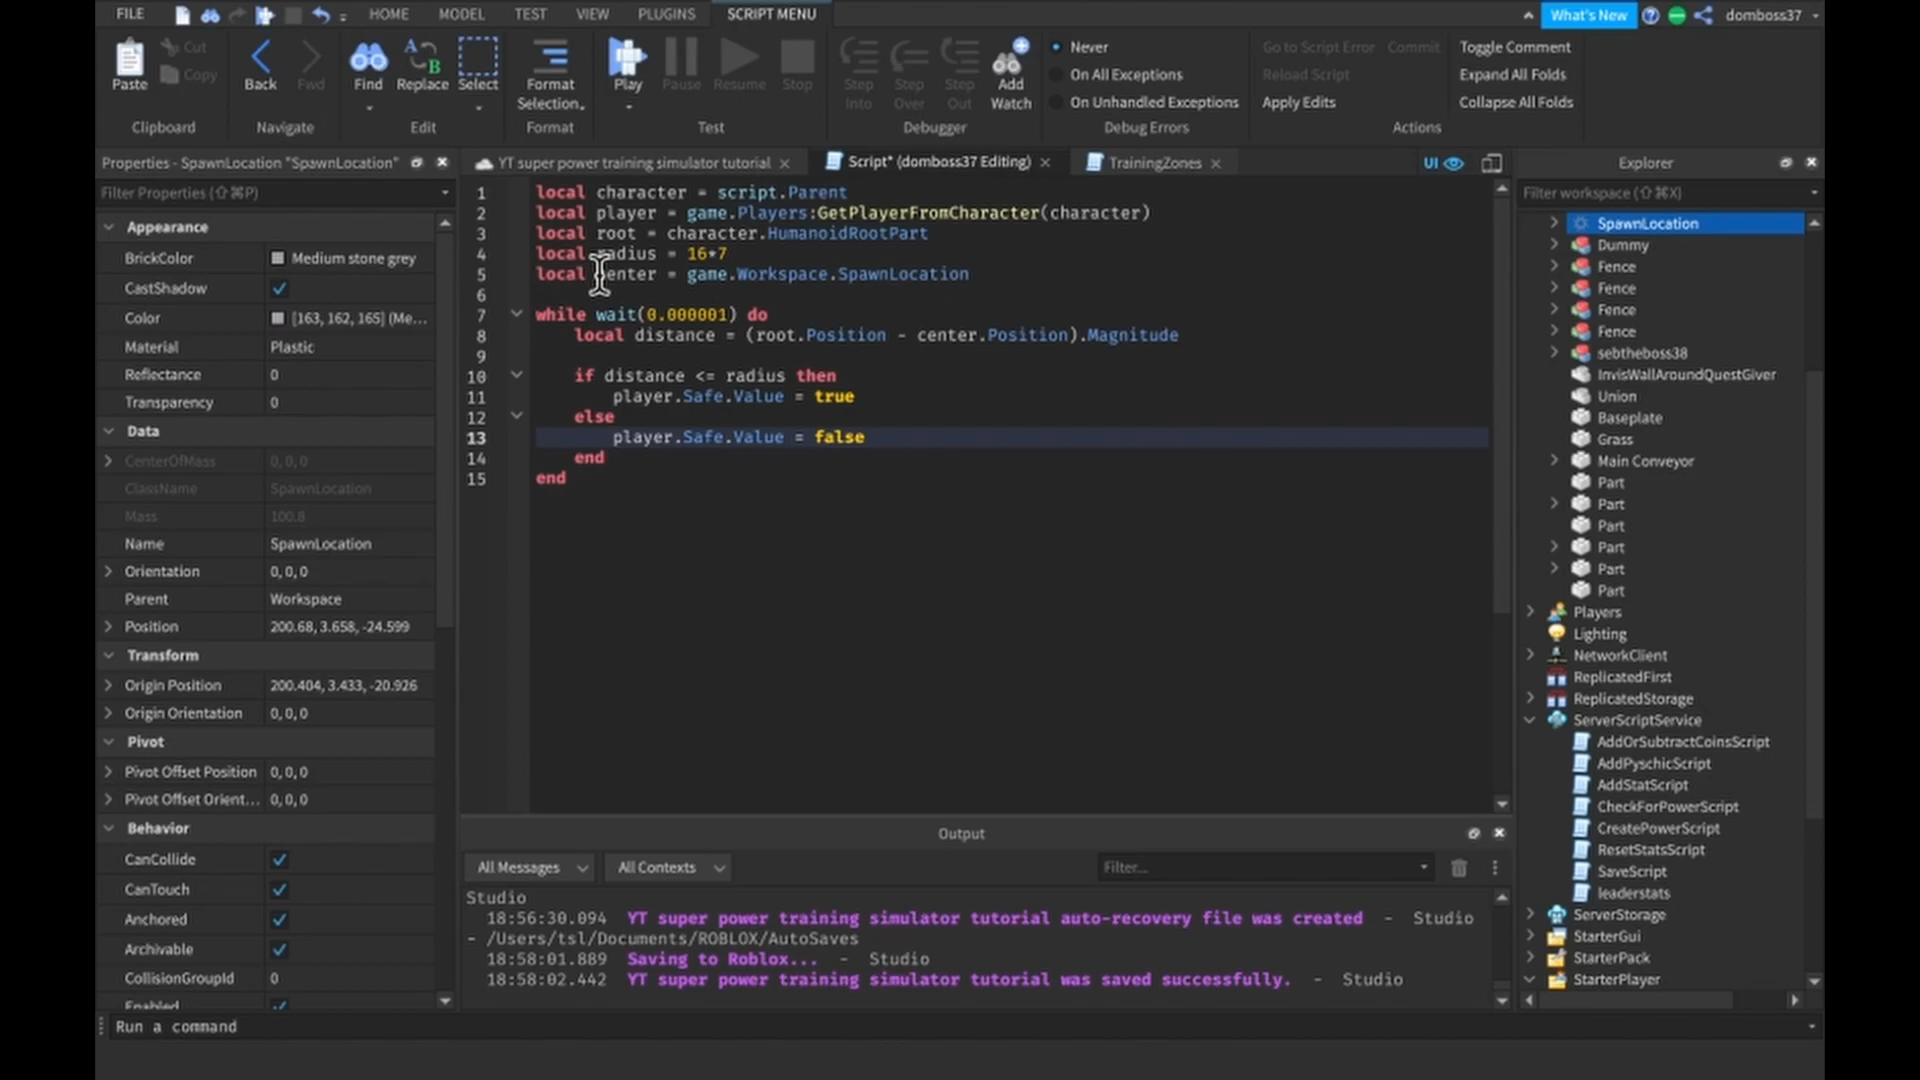 FILE HOME MODEL TEST VIEW PLUGINS SCRIPT MENU What's New domboss37
Paste Cut Copy Back Fwd Find Replace Select Format Selection Play Pause Resume Stop Step Into Step Over Step Out Add Watch
Never Go to Script Error Commit Toggle Comment
On All Exceptions Reload Script Expand All Folds
On Unhandled Exceptions Apply Edits Collapse All Folds
Clipboard Navigate Edit Format Test Debugger Debug Errors Actions
Properties - SpawnLocation "SpawnLocation"
Filter Properties (⇧⌘P)
Appearance
BrickColor Medium stone grey
CastShadow
Color [163, 162, 165] (Me...
Material Plastic
Reflectance 0
Transparency 0
Data
CenterOfMass 0, 0, 0
ClassName SpawnLocation
Mass 100.8
Name SpawnLocation
Orientation 0, 0, 0
Parent Workspace
Position 200.68, 3.658, -24.599
Transform
Origin Position 200.404, 3.433, -20.926
Origin Orientation 0, 0, 0
Pivot
Pivot Offset Position 0, 0, 0
Pivot Offset Orient... 0, 0, 0
Behavior
CanCollide
CanTouch
Anchored
Archivable
CollisionGroupId 0
Enabled
YT super power training simulator tutorial Script* (domboss37 Editing) TrainingZones UI
1 local character = script.Parent
2 local player = game.Players:GetPlayerFromCharacter(character)
3 local root = character.HumanoidRootPart
4 local radius = 16*7
5 local center = game.Workspace.SpawnLocation
6
7 while wait(0.000001) do
8 local distance = (root.Position - center.Position).Magnitude
9
10 if distance <= radius then
11 player.Safe.Value = true
12 else
13 player.Safe.Value = false
14 end
15 end
Output
All Messages All Contexts Filter...
Studio
18:56:30.094 YT super power training simulator tutorial auto-recovery file was created - Studio
- /Users/tsl/Documents/ROBLOX/AutoSaves
18:58:01.889 Saving to Roblox... - Studio
18:58:02.442 YT super power training simulator tutorial was saved successfully. - Studio
Explorer
Filter workspace (⇧⌘X)
SpawnLocation
Dummy
Fence
Fence
Fence
Fence
sebtheboss38
InvisWallAroundQuestGiver
Union
Baseplate
Grass
Main Conveyor
Part
Part
Part
Part
Part
Part
Players
Lighting
NetworkClient
ReplicatedFirst
ReplicatedStorage
ServerScriptService
AddOrSubtractCoinsScript
AddPyschicScript
AddStatScript
CheckForPowerScript
CreatePowerScript
ResetStatsScript
SaveScript
leaderstats
ServerStorage
StarterGui
StarterPack
StarterPlayer
Run a command